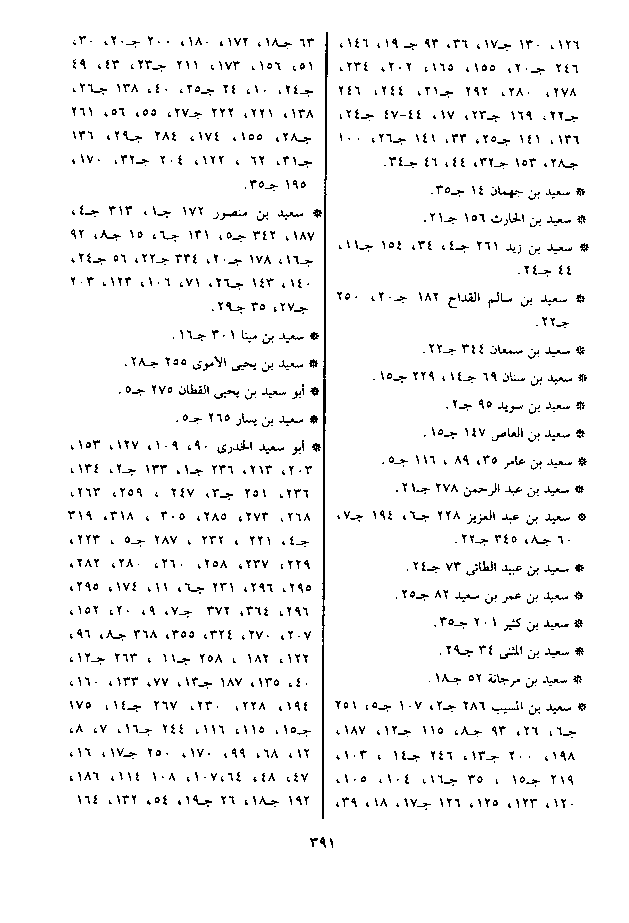 ١٢٦، ١٣٠ جـ١٧، ٣٦، ٩٣ جـ١٩، ١٤٦،
٢٤٦ جـ٢٠، ١٥٥، ١٦٥، ٢٠٢، ٢٣٤،
٢٧٨، ٢٨٠، ٢٩٢ جـ٢١، ٢٤٤، ٢٤٦
جـ٢٢، ١٦٩ جـ٢٣، ١٧، ٤٤-٤٧ جـ٢٤،
١٣٦، ١٤١ جـ٢٥، ٣٣، ١٤١ جـ٢٦، ١٠٠
جـ٢٨، ١٥٣ جـ٣٢، ٤٤، ٤٦ جـ٣٤.
* سعيد بن جهمان ١٤ جـ٣٥.
* سعيد بن الحارث ١٥٦ جـ٢١.
* سعيد بن زيد ٢٦١ جـ٤، ٣٤، ١٥٤ جـ١١،
٤٤ جـ٢٤.
* سعيد بن سالم القداح ١٨٢ جـ٢٠، ٢٥٠
جـ٢٢.
* سعيد بن سمعان ٣٤٤ جـ٢٢.
* سعيد بن سنان ٦٩ جـ١٤، ٢٢٩ جـ١٥.
* سعيد بن سويد ٩٥ جـ٢.
* سعيد بن العاص ١٤٧ جـ١٥.
* سعيد بن عامر ٣٥، ٨٩ ، ١١٦ جـ٥.
* سعيد بن عبد الرحمن ٢٧٨ جـ٢١.
* سعيد بن عبد العزيز ٢٢٨ جـ٦، ١٩٤ جـ٧،
٦٠ جـ٨، ٣٤٥ جـ٢٢.
* سعيد بن عبيد الطائى ٧٣ جـ٢٤.
* سعيد بن عمر بن سعيد ٨٢ جـ٢٥.
* سعيد بن كثير ٢٠١ جـ٣٥.
* سعيد بن المثنى ٣٤ جـ٢٩.
* سعيد بن مرجانة ٥٢ جـ١٨.
* سعيد بن المسيب ٢٨٦ جـ٢، ١٠٧ جـ٥، ٢٥١
جـ٦، ٢٦، ٩٣ جـ٨، ١١٥ جـ١٢، ١٨٧،
١٩٨، ٢٠٠ جـ١٣، ٢٤٦ جـ١٤ ، ١٠٣،
٢١٩ جـ١٥ ، ٣٥ جـ١٦، ١٠٤، ١٠٥،
١٢٠، ١٢٣، ١٢٥، ١٢٦ جـ١٧، ١٨، ٣٩،
٦٣ جـ١٨، ١٧٢، ١٨٠، ٢٠٠ جـ٢٠، ٣٠،
٥١، ١٥٦، ١٧٣، ٢١١ جـ٢٣، ٤٣، ٤٩
جـ٢٤، ١٠، ٢٤ جـ٢٥، ٤٠، ١٣٨ جـ٢٦،
١٣٨، ٢٢١، ٢٢٢ جـ٢٧، ٥٥، ٥٦، ٢٦١
جـ٢٨، ١٥٥، ١٧٤، ٢٨٤ جـ٢٩، ١٣٦
جـ٣١، ٦٢ ، ١٢٢، ٢٠٤ جـ٣٢، ١٧٠،
١٩٥ جـ٣٥.
* سعيد بن منصور ١٧٢ جـ١، ٣١٣ جـ٤،
١٨٧، ٣٤٢ جـ٥، ١٣١ جـ٦، ١٥ جـ٨، ٩٢
جـ١٦، ١٧٨ جـ٢٠، ٣٣٤ جـ٢٢، ٥٦ جـ٢٤،
١٤٠، ١٤٣ جـ٢٦، ٧١، ١٠٦، ١٢٣، ٢٠٣
جـ٢٧، ٣٥ جـ٢٩.
* سعيد بن مينا ٣٠١ جـ١٦.
* سعيد بن يحيى الأموى ٢٥٥ جـ٢٨.
* أبو سعيد بن يحيى القطان ٢٧٥ جـ٥.
* سعيد بن يسار ٢٦٥ جـ٥.
* أبو سعيد الخدرى ٩٠، ١٠٩، ١٢٧، ١٥٣،
٢٠٣، ٢١٣، ٢٣٦ جـ١، ١٣٣ جـ٢، ١٣٤،
٢٣٦، ٢٥١ جـ٣، ٢٤٧ ، ٢٥٩، ٢٦٣،
٢٦٨، ٢٧٣، ٢٨٥، ٣٠٥ ، ٣١٨، ٣١٩
جـ٤، ٢٢١ ، ٢٣٢ ، ٢٨٧ جـ٥ ، ٢٢٣،
٢٢٩، ٢٣٧، ٢٥٨، ٢٦٠، ٢٨٠، ٢٨٢،
٢٩٥، ٢٩٦، ٢٣١ جـ٦، ١١، ١٧٤، ٢٩٥،
٢٩٦، ٣٦٤، ٣٧٢ جـ٧، ٩، ٢٠، ١٥٢،
٢٠٧، ٢٧٠، ٣٢٤، ٣٥٥، ٣٦٨ جـ٨، ٩٦،
١٢٢، ١٨٢ ، ٢٥٨ جـ١١ ، ٢٦٣ جـ١٢،
٤٠، ١٣٥، ١٨٧ جـ١٣، ٧٧، ١٣٣، ١٦٠،
١٩٤، ٢٢٨، ٢٣٠، ٢٦٧ جـ١٤، ١٧٥
جـ١٥، ١١٥، ١١٦، ٢٤٤ جـ١٦، ٧، ٨،
١٢، ٦٨، ٩٩، ١٧٠، ٢٥٠ جـ١٧، ١٦،
٤٧، ٤٨، ٦٤،١٠٧، ١٠٨، ١١٤، ١٨٦،
١٩٢ جـ١٨، ٢٦ جـ١٩، ٥٤، ١٣٢، ١٦٤
٣٩١